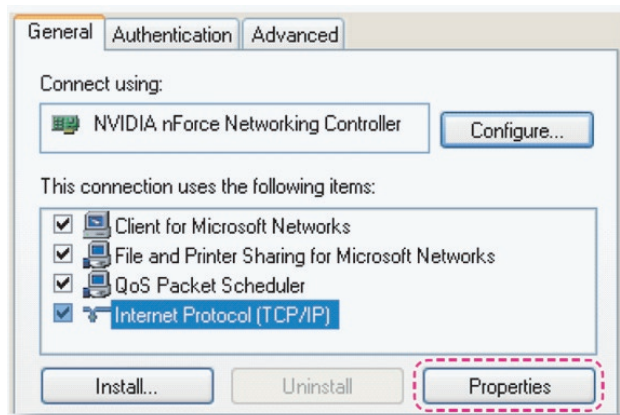 General Authentication Advanced
Connect using:
NVIDIA nForce Networking Controller Configure...
This connection uses the following items:
Client for Microsoft Networks
File and Printer Sharing for Microsoft Networks
QoS Packet Scheduler
Internet Protocol (TCP/IP)
Install... Uninstall Properties